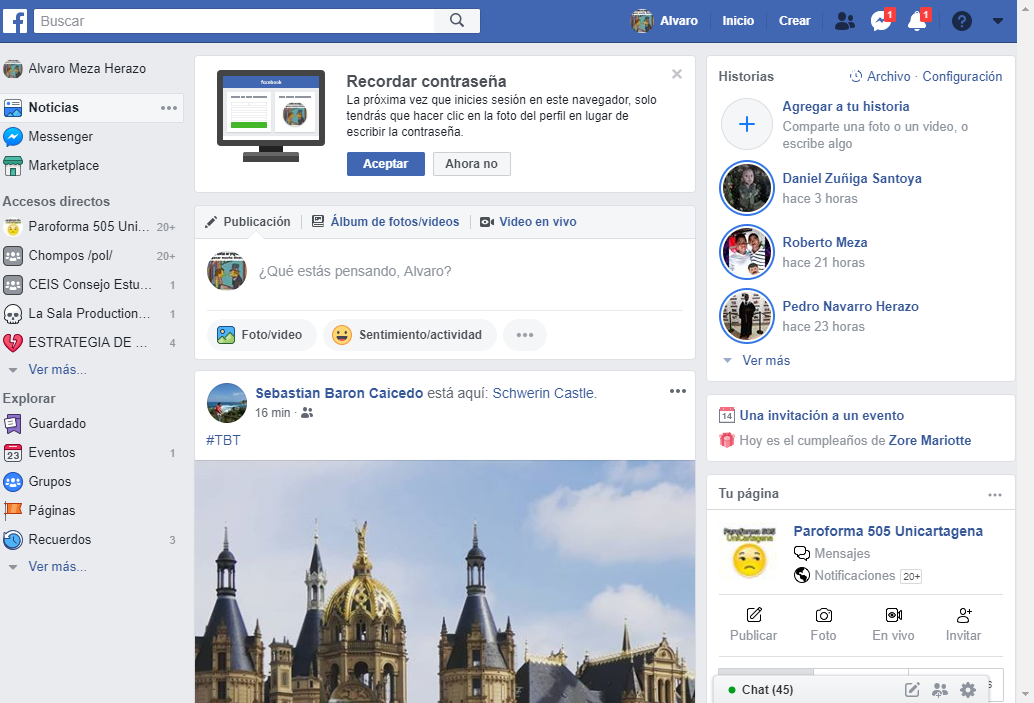 Buscar
Alvaro
Inicio
Crear
1
1
Alvaro Meza Herazo
Noticias
Messenger
Marketplace
Accesos directos
Paroforma 505 Uni... 20+
Chompos /pol/ 20+
CEIS Consejo Estu... 1
La Sala Production... 1
ESTRATEGIA DE ... 4
Ver más...
Explorar
Guardado
23 Eventos 1
Grupos
Páginas
Recuerdos 3
Ver más...
facebook
Recordar contraseña
La próxima vez que inicies sesión en este navegador, solo
tendrás que hacer clic en la foto del perfil en lugar de
escribir la contraseña.
Aceptar
Ahora no
Publicación
Álbum de fotos/videos
Video en vivo
¿Qué estás pensando, Alvaro?
Foto/video
Sentimiento/actividad
Sebastian Baron Caicedo está aquí: Schwerin Castle.
16 min ·
#TBT
Historias
Archivo · Configuración
Agregar a tu historia
Comparte una foto o un video, o
escribe algo
Daniel Zuñiga Santoya
hace 3 horas
Roberto Meza
hace 21 horas
Pedro Navarro Herazo
hace 23 horas
Ver más
14 Una invitación a un evento
Hoy es el cumpleaños de Zore Mariotte
Tu página
Paroforma 505
UniCartagena
Paroforma 505 Unicartagena
Mensajes
Notificaciones 20+
Publicar
Foto
En vivo
Invitar
Chat (45)